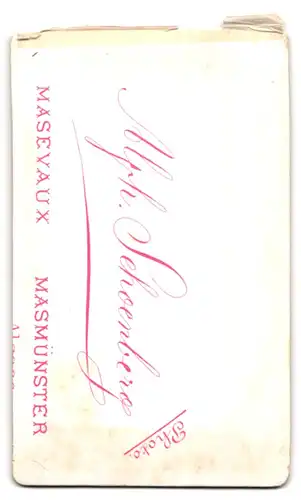 Alph. Schoenberg
Photo.
MASEVAUX MASMÜNSTER